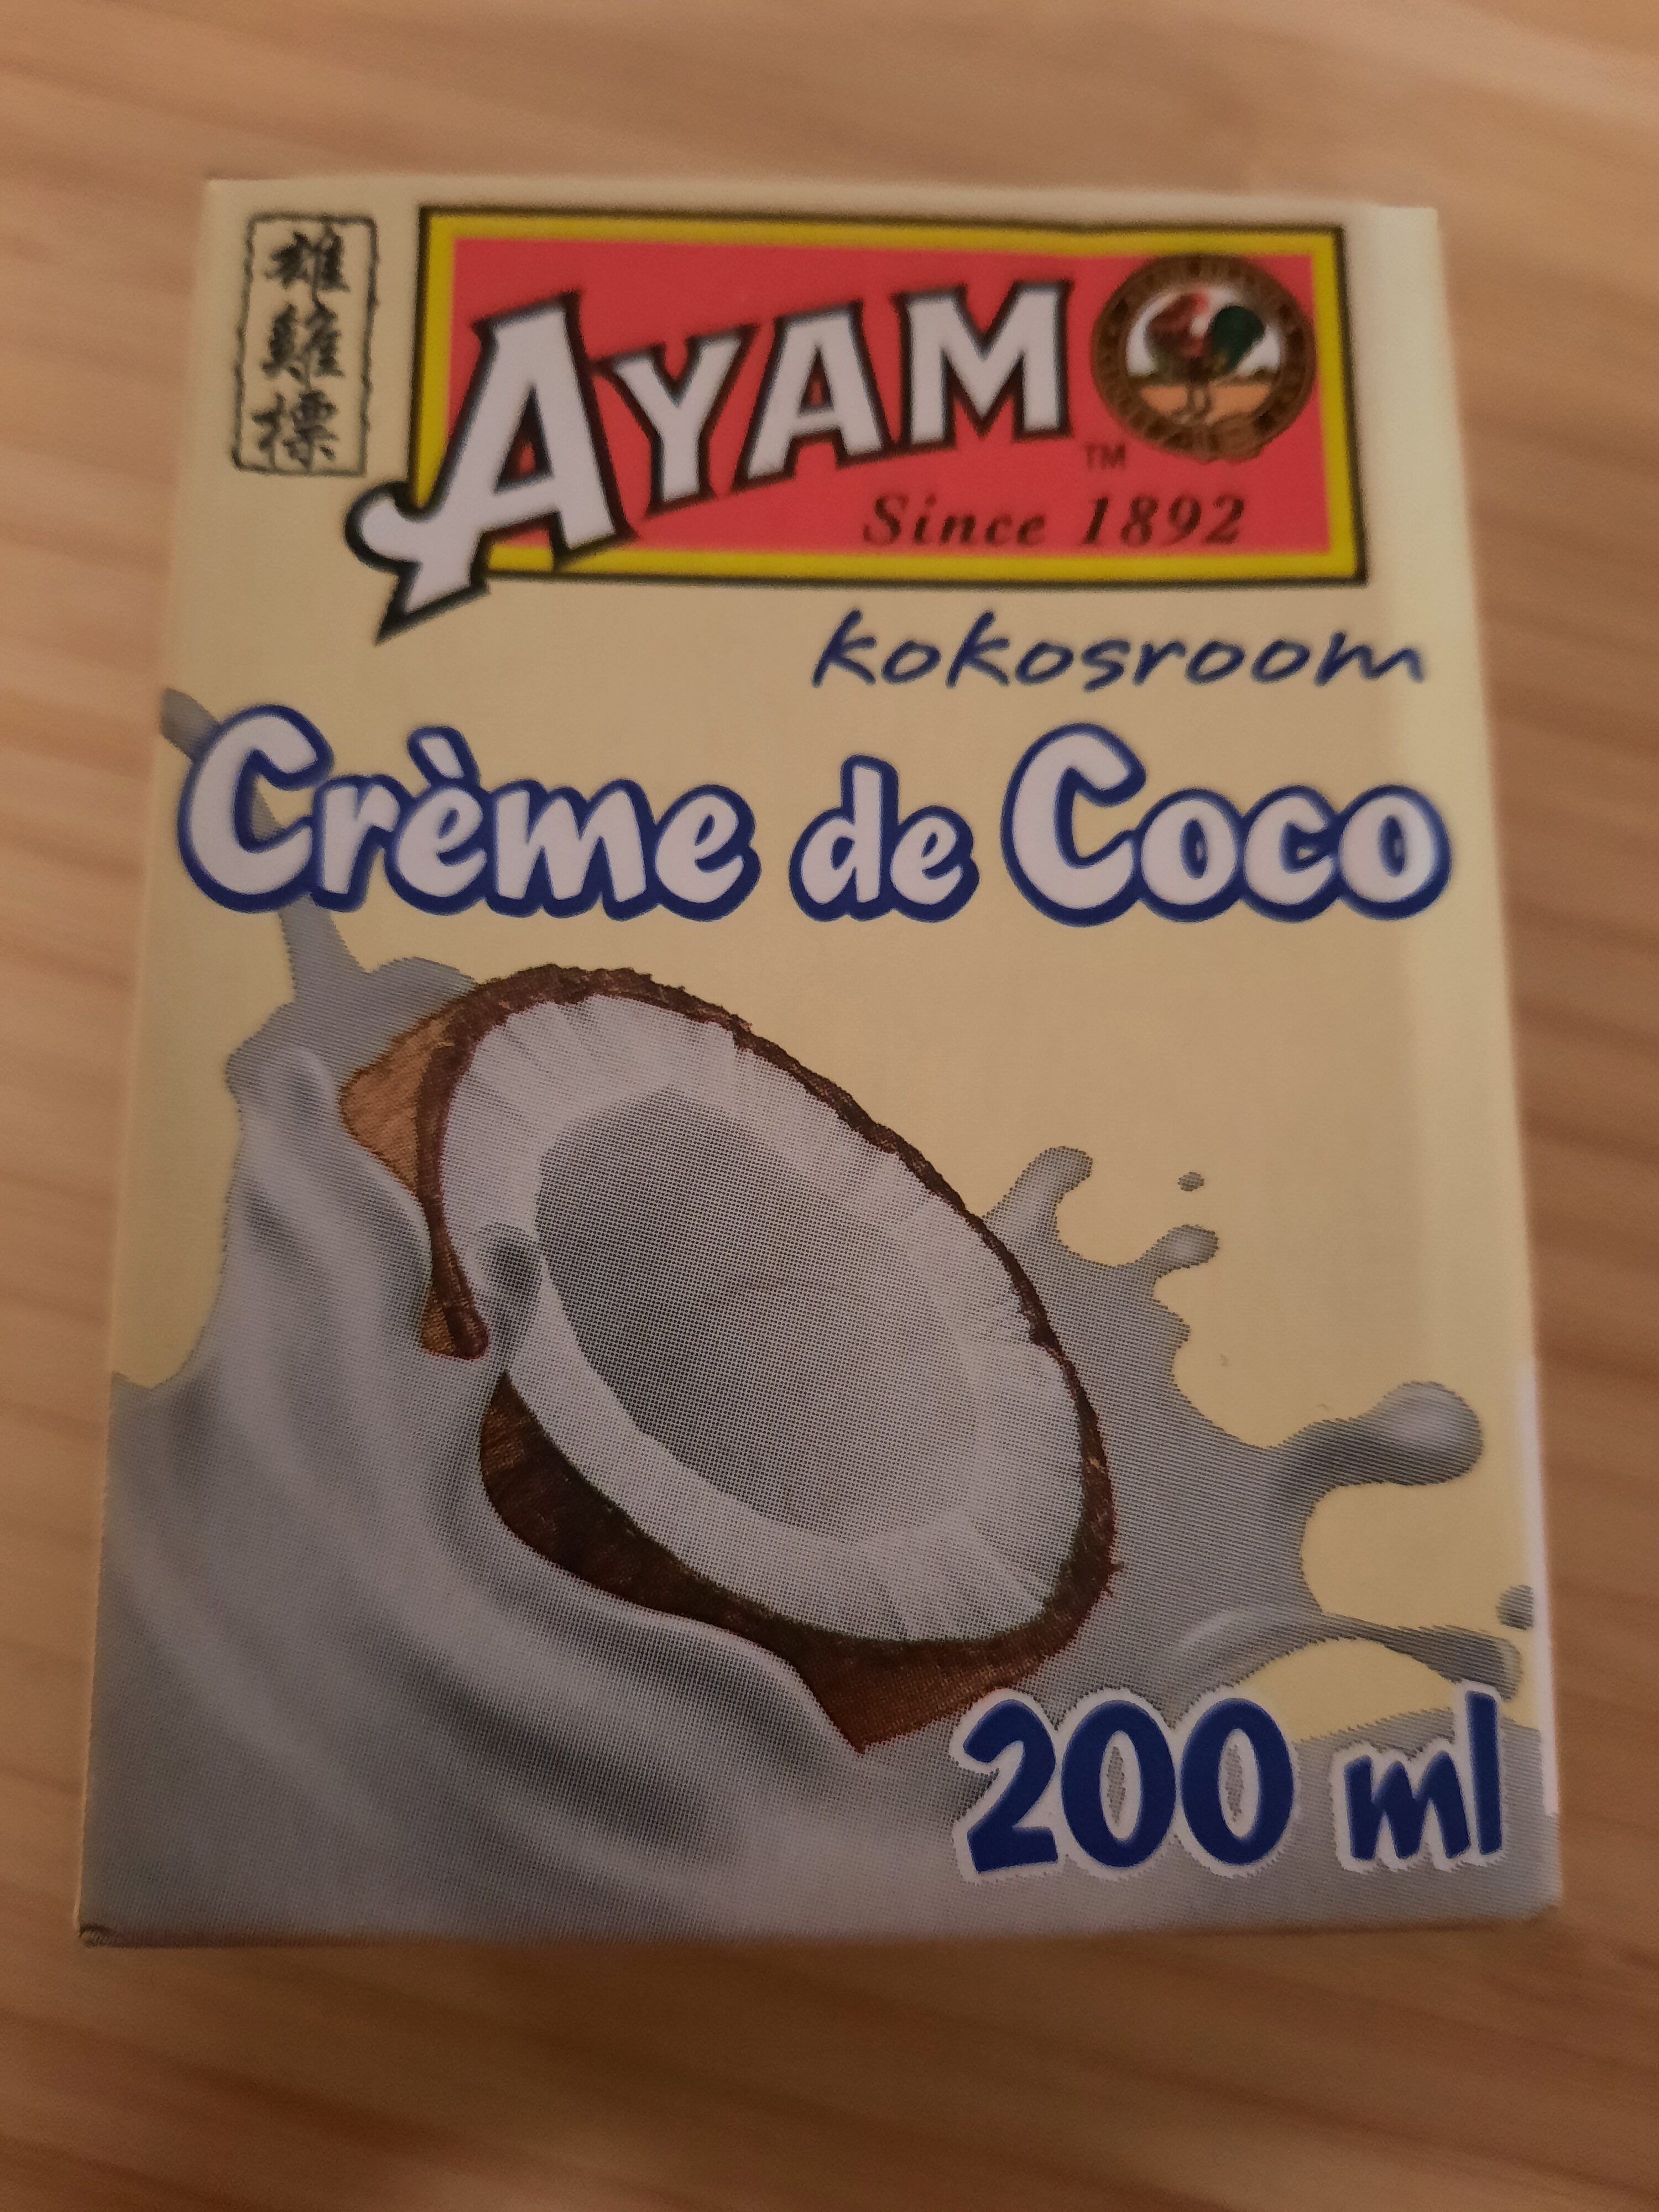 雄雞標
AYAM
TM
Since 1892
kokosroom
Crème de Coco
200 ml